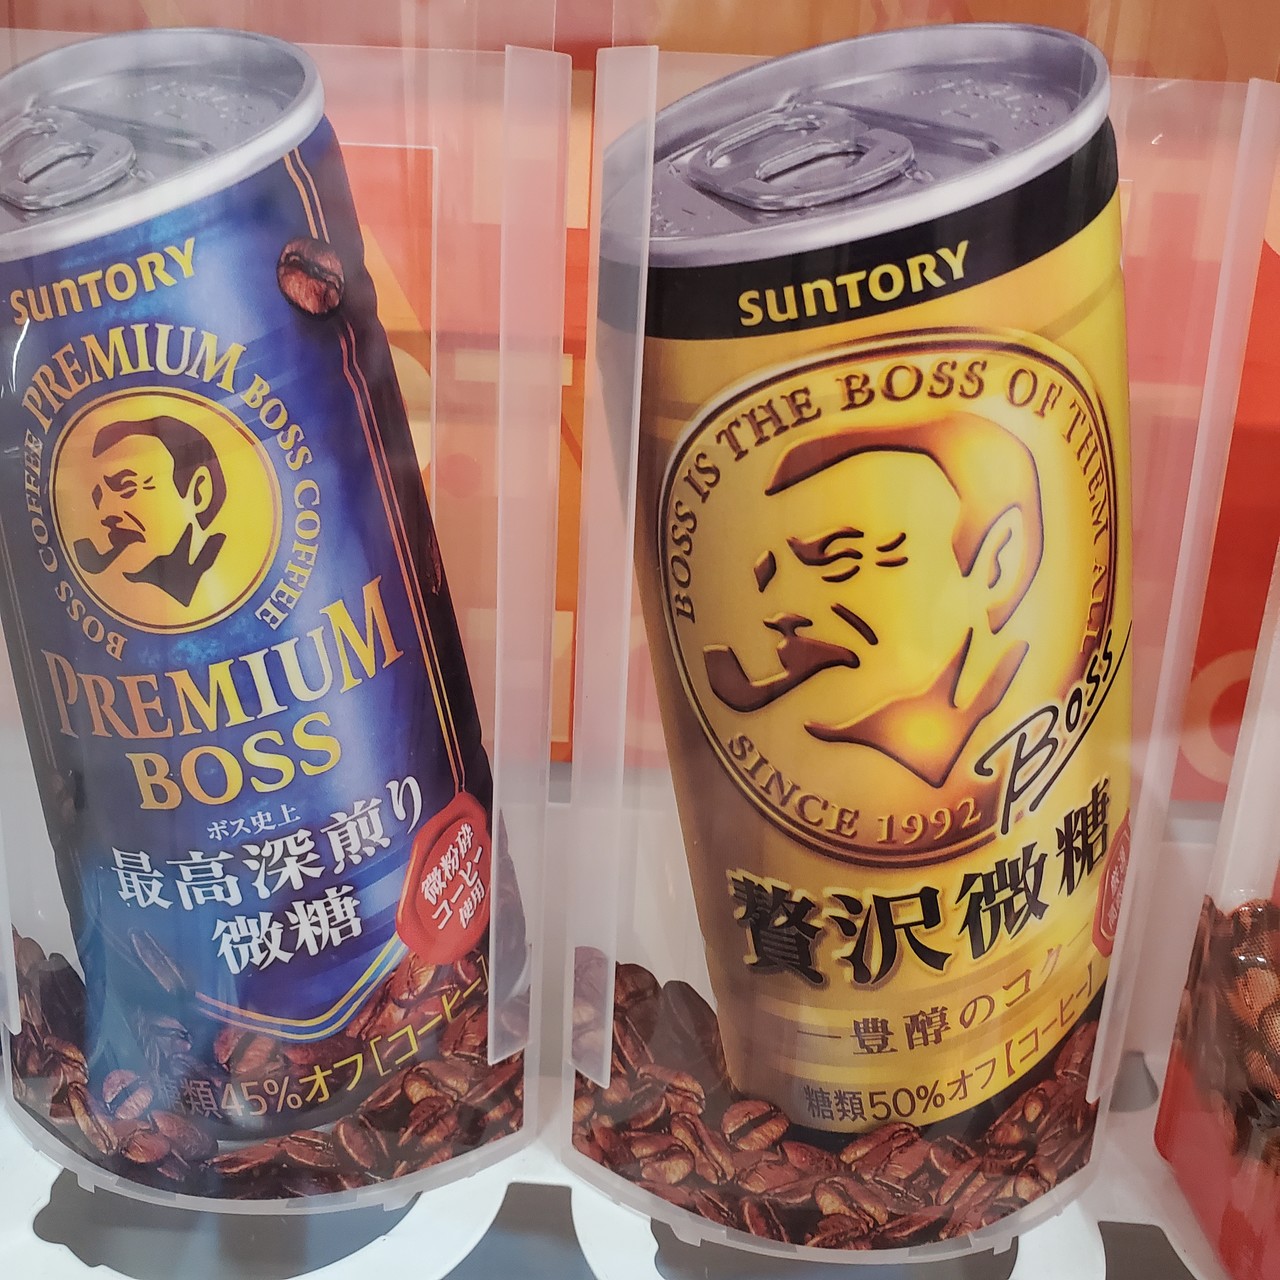 SUNTORY
BOSS COFFEE PREMIUM BOSS COFFEE
PREMIUM
BOSS
ボス史上
最高深煎り
微糖
微粉砕
コーヒー
使用
糖類45%オフ[コーヒー]
SUNTORY
BOSS IS THE BOSS OF THEM ALL
SINCE 1992
Boss
贅沢微糖
豊醇のコク
糖類50%オフ【コーヒー】